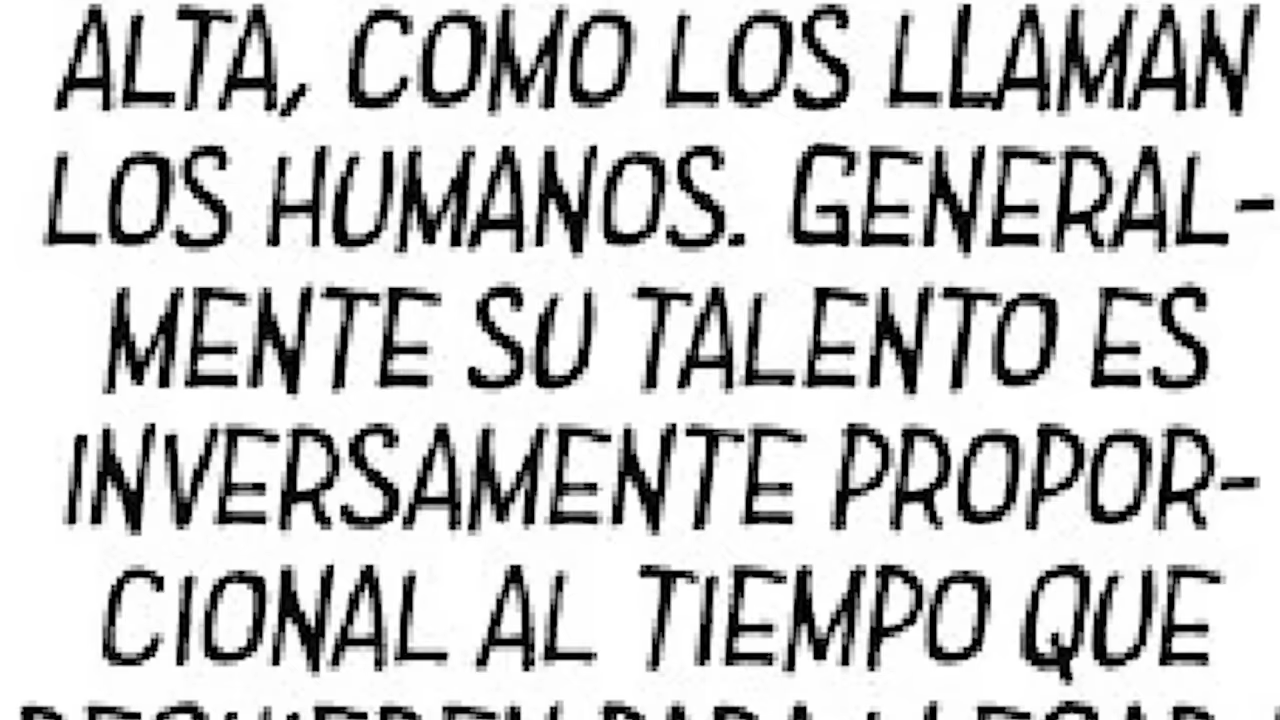 ALTA, COMO LOS LLAMAN
LOS HUMANOS. GENERAL-
MENTE SU TALENTO ES
INVERSAMENTE PROPOR-
CIONAL AL TIEMPO QUE